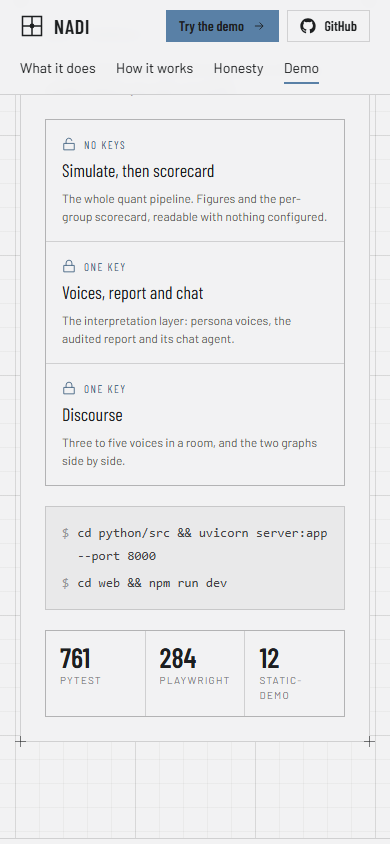 NADI
Try the demo →
GitHub
What it does
How it works
Honesty
Demo
NO KEYS
Simulate, then scorecard
The whole quant pipeline. Figures and the per-
group scorecard, readable with nothing configured.
ONE KEY
Voices, report and chat
The interpretation layer: persona voices, the
audited report and its chat agent.
ONE KEY
Discourse
Three to five voices in a room, and the two graphs
side by side.
$ cd python/src && uvicorn server:app
--port 8000
$ cd web && npm run dev
761
PYTEST
284
PLAYWRIGHT
12
STATIC-
DEMO